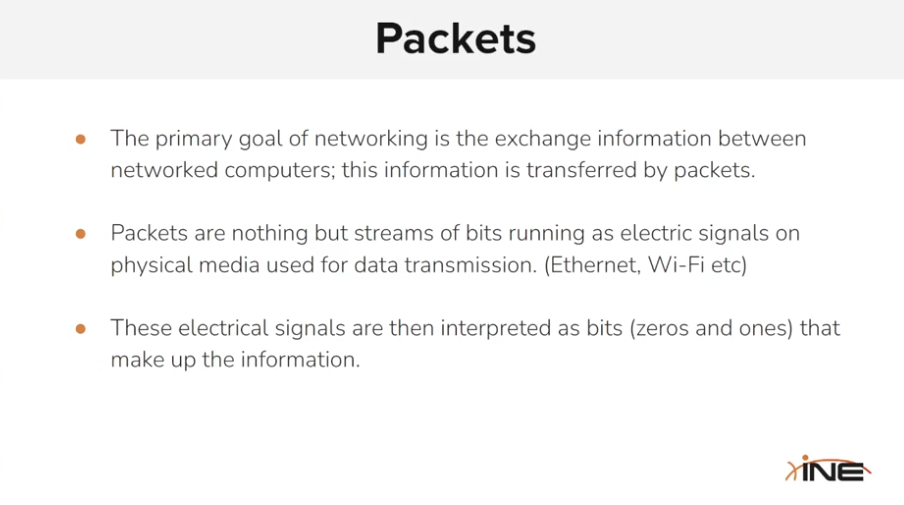 Packets
● The primary goal of networking is the exchange information between
networked computers; this information is transferred by packets.
● Packets are nothing but streams of bits running as electric signals on
physical media used for data transmission. (Ethernet, Wi-Fi etc)
● These electrical signals are then interpreted as bits (zeros and ones) that
make up the information.
iNE